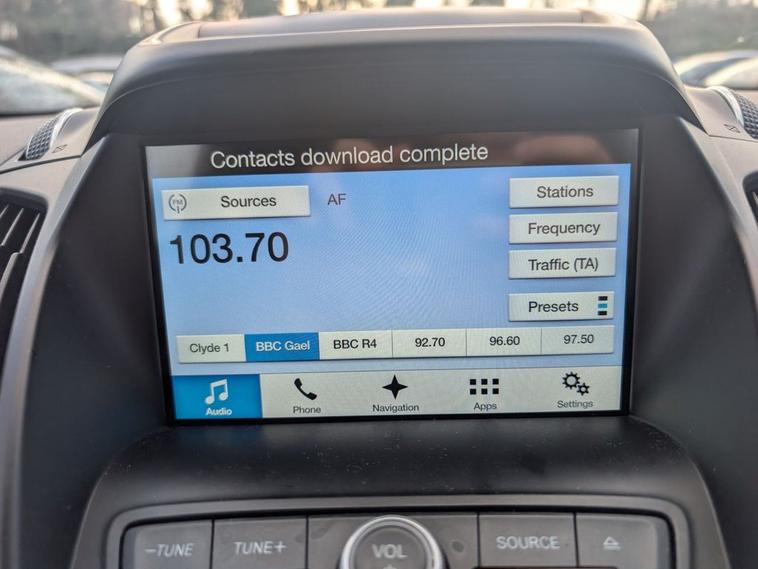 Contacts download complete
FM Sources AF Stations
103.70 Frequency
Traffic (TA)
Presets
Clyde 1 BBC Gael BBC R4 92.70 96.60 97.50
Audio Phone Navigation Apps Settings
-TUNE TUNE+ VOL SOURCE